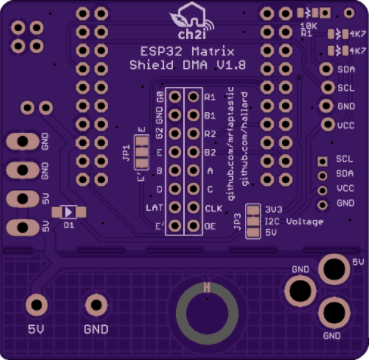 ch2i
ESP32 Matrix
Shield DMA V1.8
10K
R1
4K7
4K7
SDA
SCL
GND
VCC
GND
GND
5V
5V
D1
JP1
E
E'
G0
R1
GND
B1
G2
R2
E
B2
B
A
D
C
LAT
CLK
E'
OE
github.com/mrfaptastic
github.com/hallard
SCL
SDA
VCC
GND
JP3
3V3
I2C Voltage
5V
5V
GND
5V
GND
GND